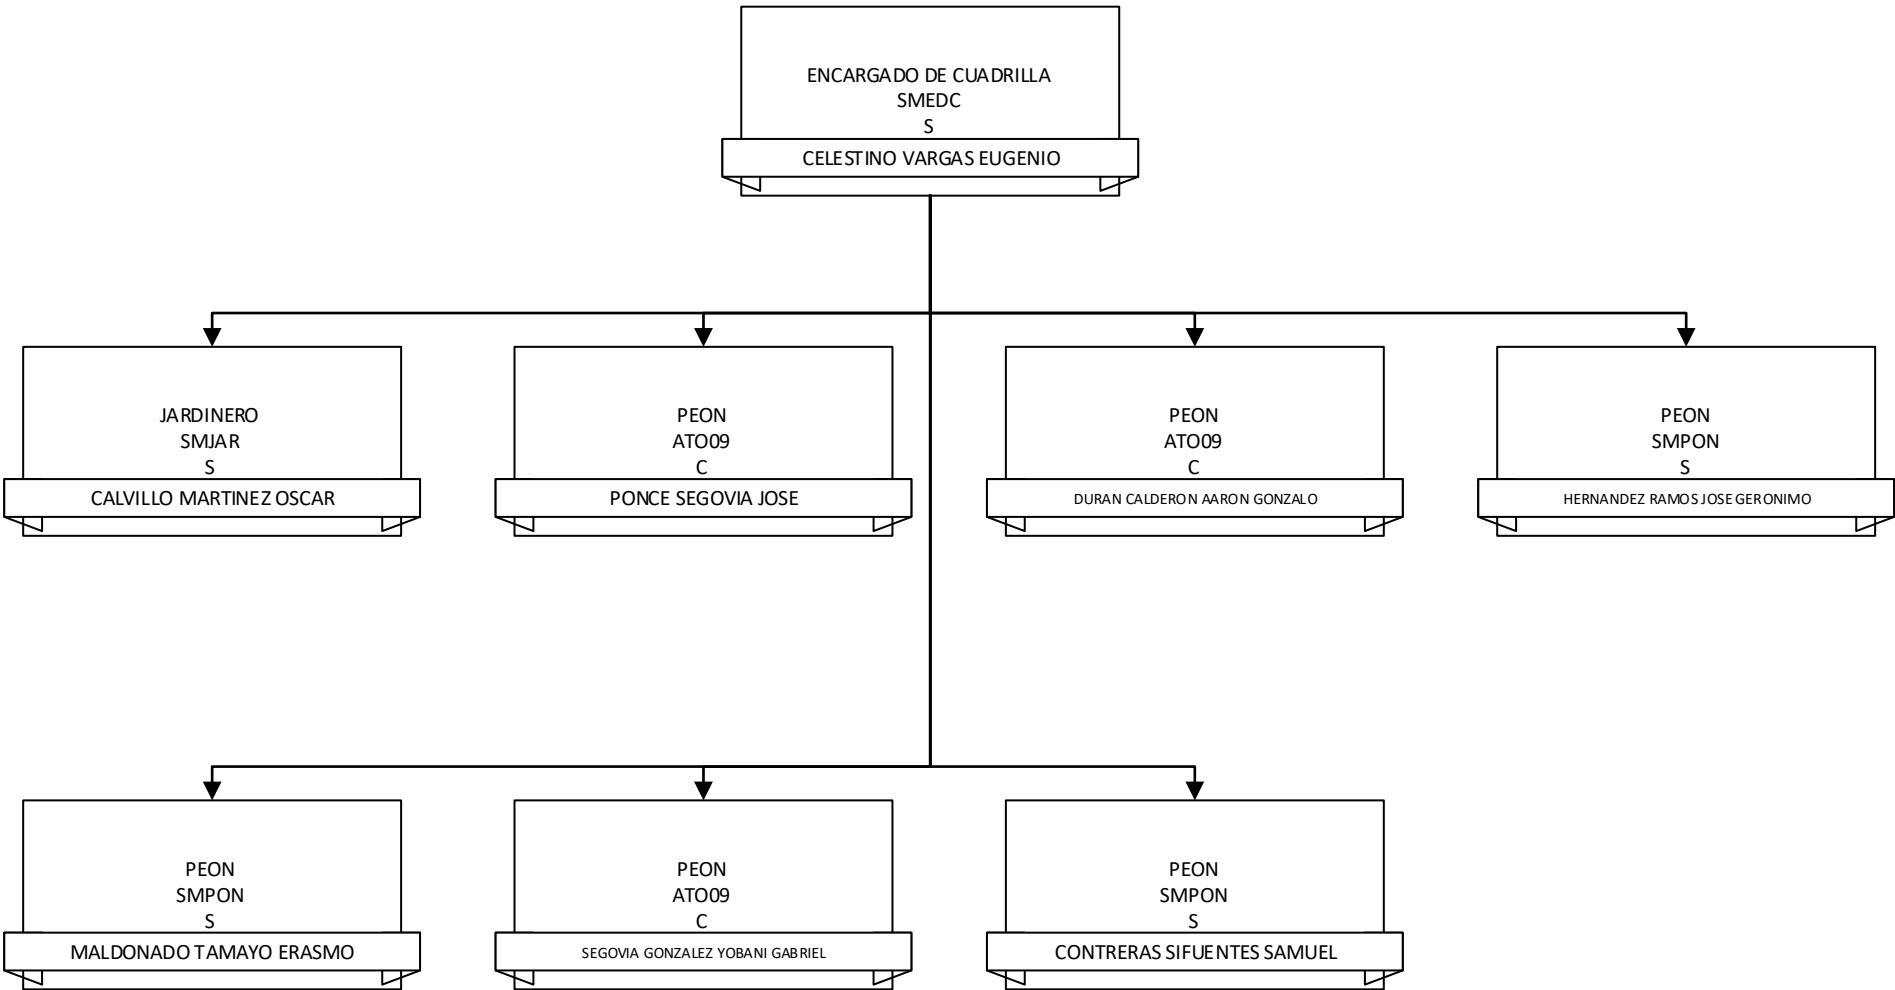 ENCARGADO DE CUADRILLA
SMEDC
S
CELESTINO VARGAS EUGENIO
JARDINERO
SMJAR
S
CALVILLO MARTINEZ OSCAR
PEON
ATO09
C
PONCE SEGOVIA JOSE
PEON
ATO09
C
DURAN CALDERON AARON GONZALO
PEON
SMPON
S
HERNANDEZ RAMOS JOSE GERONIMO
PEON
SMPON
S
MALDONADO TAMAYO ERASMO
PEON
ATO09
C
SEGOVIA GONZALEZ YOBANI GABRIEL
PEON
SMPON
S
CONTRERAS SIFUENTES SAMUEL